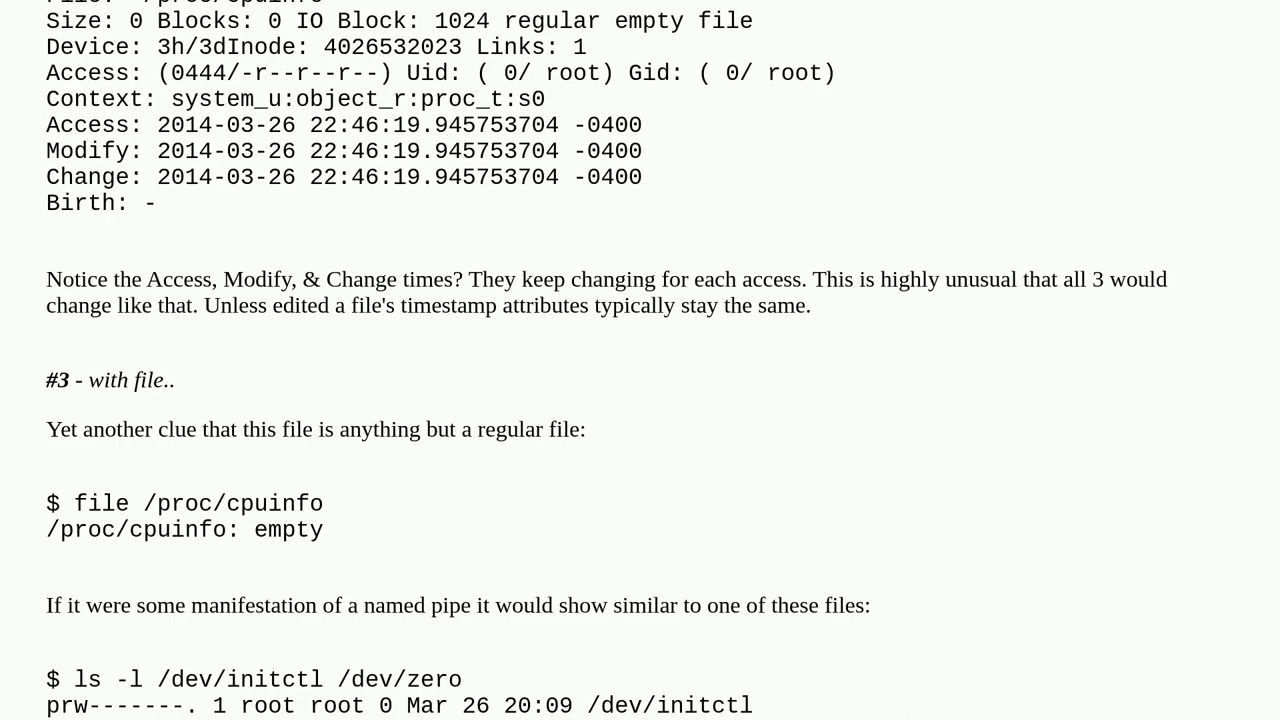 File: '/proc/cpuinfo'
Size: 0 Blocks: 0 IO Block: 1024 regular empty file
Device: 3h/3dInode: 4026532023 Links: 1
Access: (0444/-r--r--r--) Uid: ( 0/ root) Gid: ( 0/ root)
Context: system_u:object_r:proc_t:s0
Access: 2014-03-26 22:46:19.945753704 -0400
Modify: 2014-03-26 22:46:19.945753704 -0400
Change: 2014-03-26 22:46:19.945753704 -0400
Birth: -
Notice the Access, Modify, & Change times? They keep changing for each access. This is highly unusual that all 3 would
change like that. Unless edited a file's timestamp attributes typically stay the same.
#3 - with file..
Yet another clue that this file is anything but a regular file:
$ file /proc/cpuinfo
/proc/cpuinfo: empty
If it were some manifestation of a named pipe it would show similar to one of these files:
$ ls -l /dev/initctl /dev/zero
prw-------. 1 root root 0 Mar 26 20:09 /dev/initctl